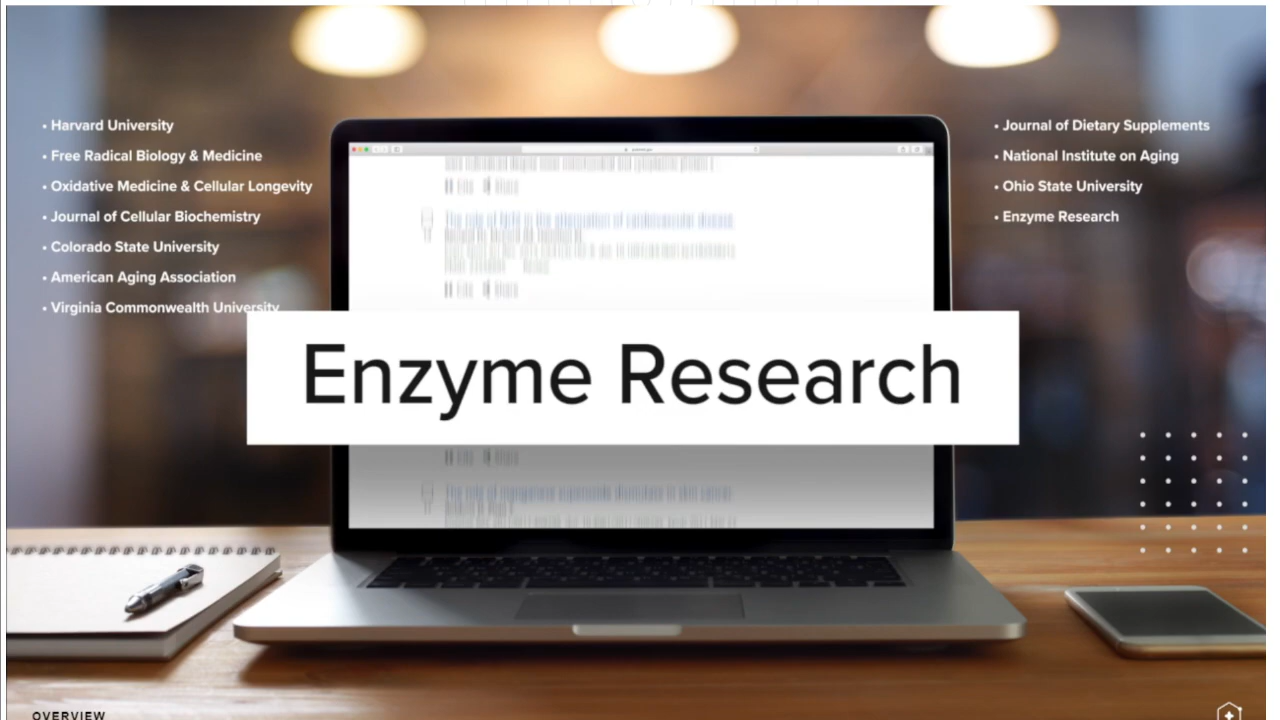 • Harvard University
• Free Radical Biology & Medicine
• Oxidative Medicine & Cellular Longevity
• Journal of Cellular Biochemistry
• Colorado State University
• American Aging Association
• Virginia Commonwealth University
• Journal of Dietary Supplements
• National Institute on Aging
• Ohio State University
• Enzyme Research
Enzyme Research
OVERVIEW